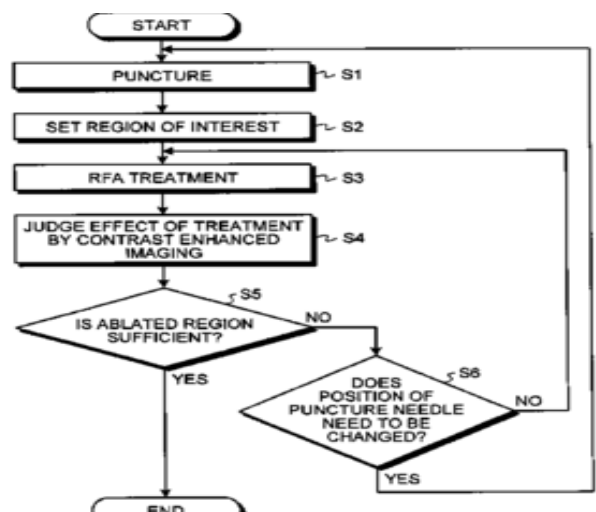 START
PUNCTURE
S1
SET REGION OF INTEREST
S2
RFA TREATMENT
S3
JUDGE EFFECT OF TREATMENT
BY CONTRAST ENHANCED
IMAGING
S4
S5
IS ABLATED REGION
SUFFICIENT?
NO
YES
S6
DOES
POSITION OF
PUNCTURE NEEDLE
NEED TO BE
CHANGED?
NO
YES
END